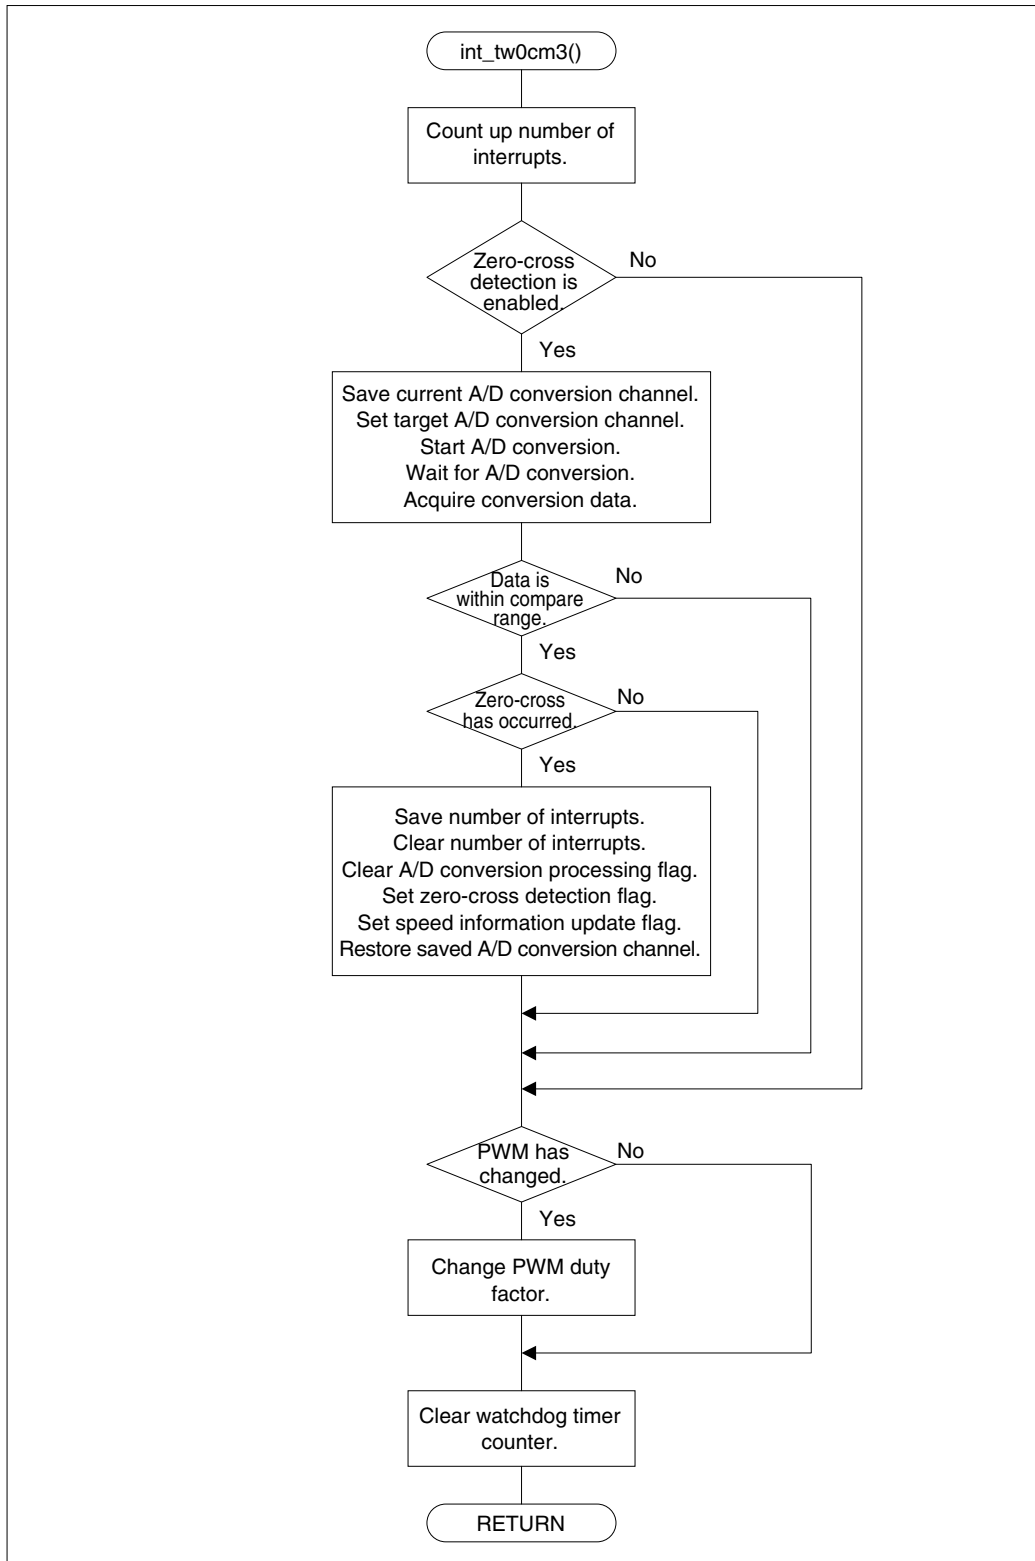 int_tw0cm3()
Count up number of
interrupts.
Zero-cross
detection is
enabled.
No
Yes
Save current A/D conversion channel.
Set target A/D conversion channel.
Start A/D conversion.
Wait for A/D conversion.
Acquire conversion data.
Data is
within compare
range.
No
Yes
Zero-cross
has occurred.
No
Yes
Save number of interrupts.
Clear number of interrupts.
Clear A/D conversion processing flag.
Set zero-cross detection flag.
Set speed information update flag.
Restore saved A/D conversion channel.
PWM has
changed.
No
Yes
Change PWM duty
factor.
Clear watchdog timer
counter.
RETURN